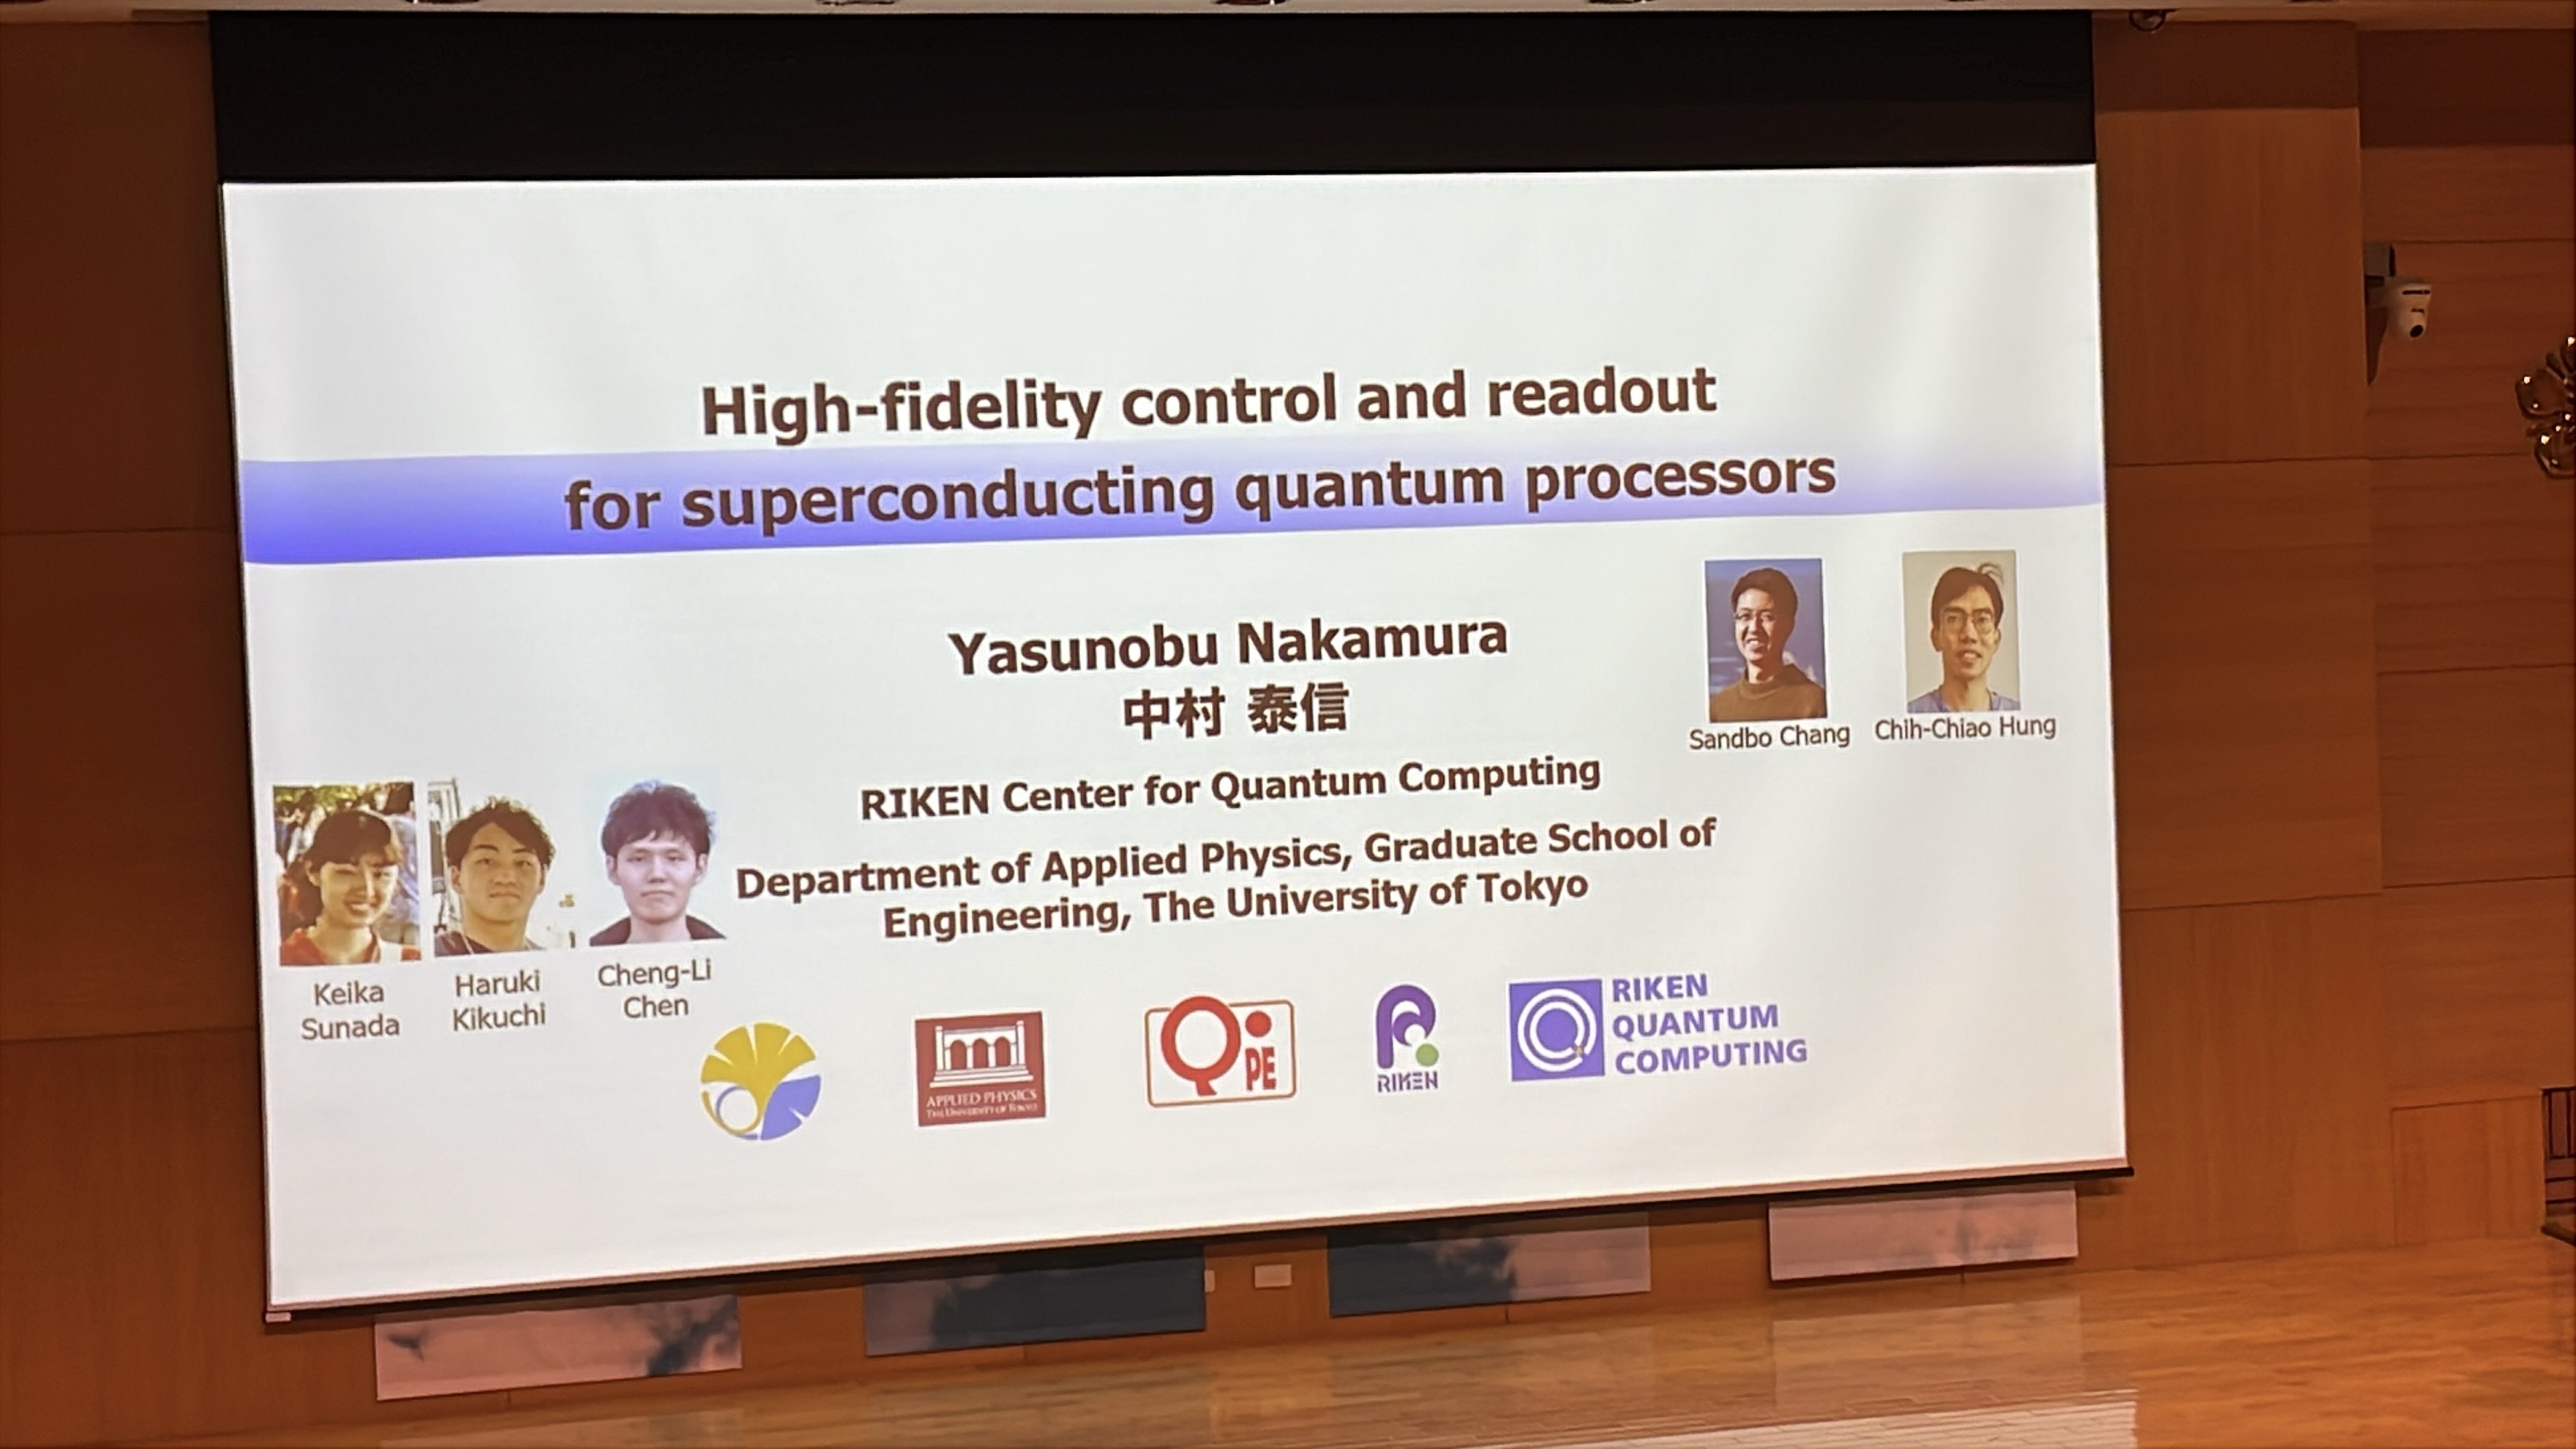 High-fidelity control and readout
for superconducting quantum processors
Yasunobu Nakamura
中村 泰信
Sandbo Chang
Chih-Chiao Hung
RIKEN Center for Quantum Computing
Department of Applied Physics, Graduate School of
Engineering, The University of Tokyo
Keika
Sunada
Haruki
Kikuchi
Cheng-Li
Chen
APPLIED PHYSICS
THE UNIVERSITY OF TOKYO
Qi
PE
RIKEN
RIKEN
QUANTUM
COMPUTING